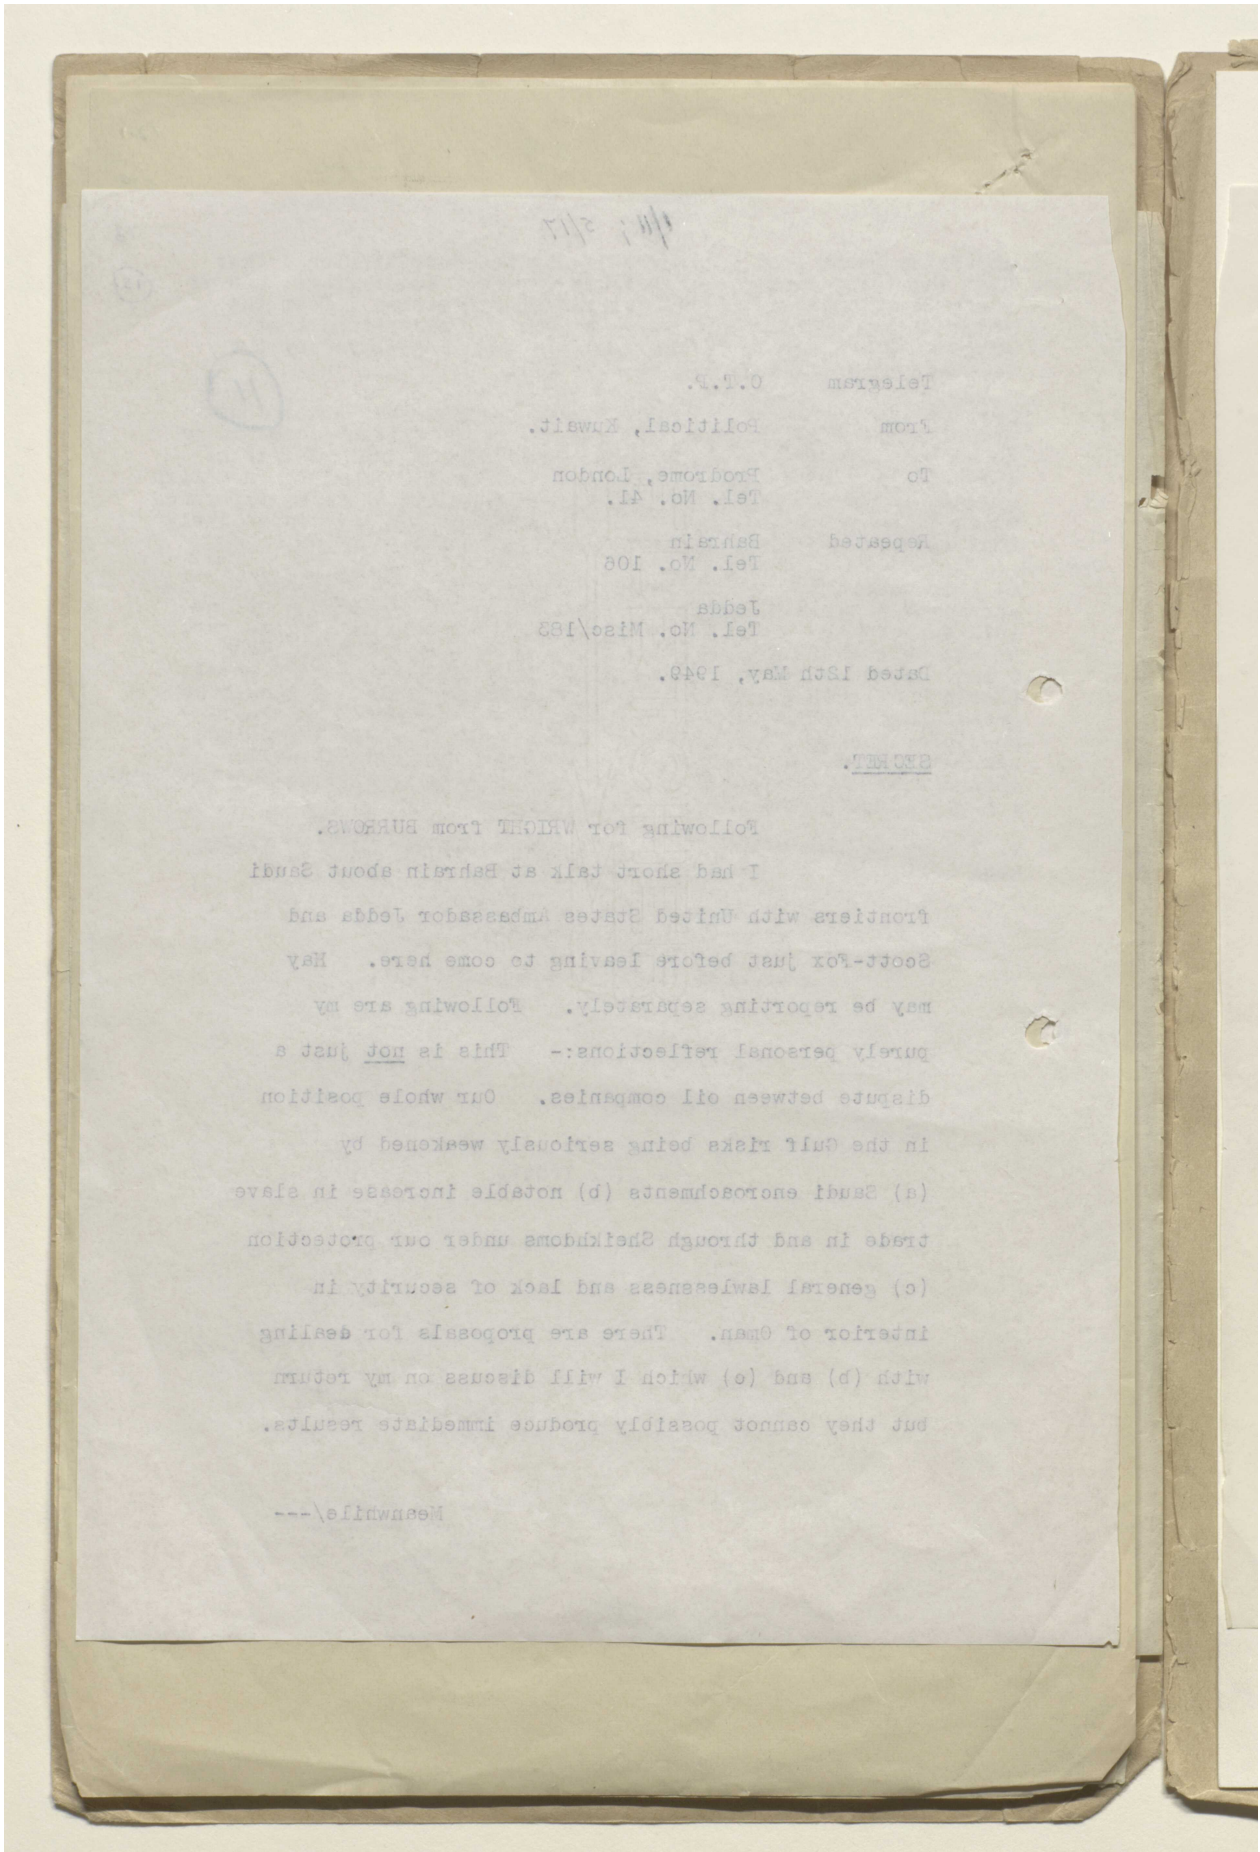 5/17
Telegram O.T.P.
From Political, Kuwait.
To Prodrome, London
Tel. No. 41.
Repeated Bahrain
Tel. No. 106
Jedda
Tel. No. Misc/183
Dated 12th May, 1949.
SECRET.
Following for WRIGHT from BURROWS.
I had short talk at Bahrain about Saudi
frontiers with United States Ambassador Jedda and
Scott-Fox just before leaving to come here. Hay
may be reporting separately. Following are my
purely personal reflections:- This is not just a
dispute between oil companies. Our whole position
in the Gulf risks being seriously weakened by
(a) Saudi encroachments (b) notable increase in slave
trade in and through Sheikhdoms under our protection
(c) general lawlessness and lack of security in
interior of Oman. There are proposals for dealing
with (b) and (c) which I will discuss on my return
but they cannot possibly produce immediate results.
Meanwhile/---